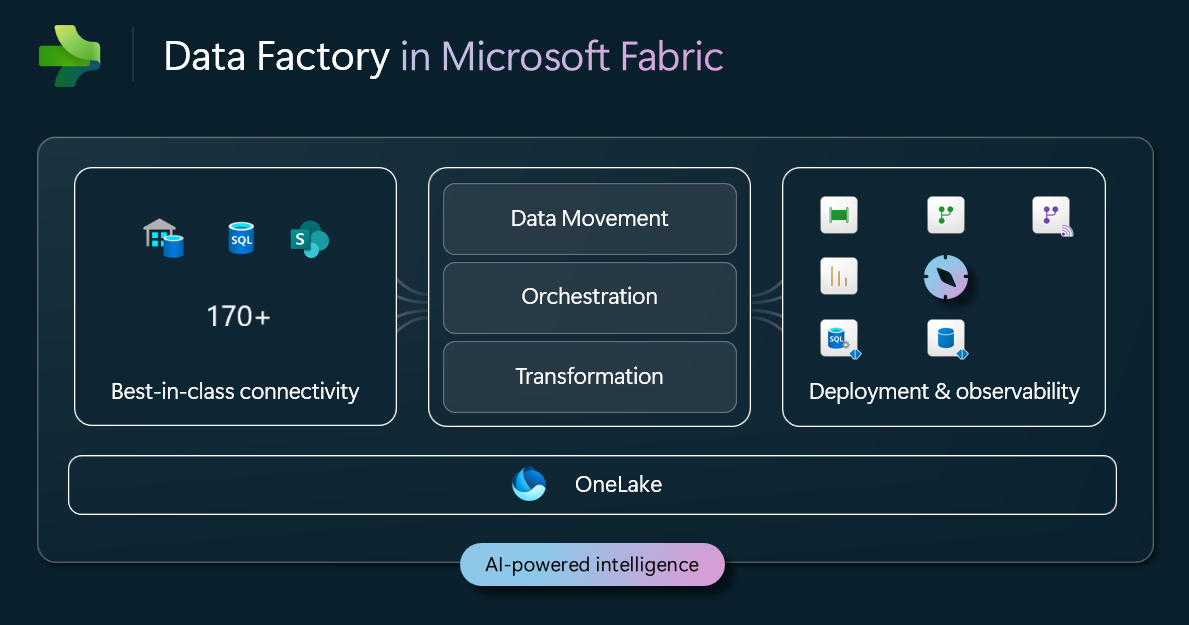 Data Factory in Microsoft Fabric
SQL
S
170+
Best-in-class connectivity
Data Movement
Orchestration
Transformation
SQL
Deployment & observability
OneLake
AI-powered intelligence